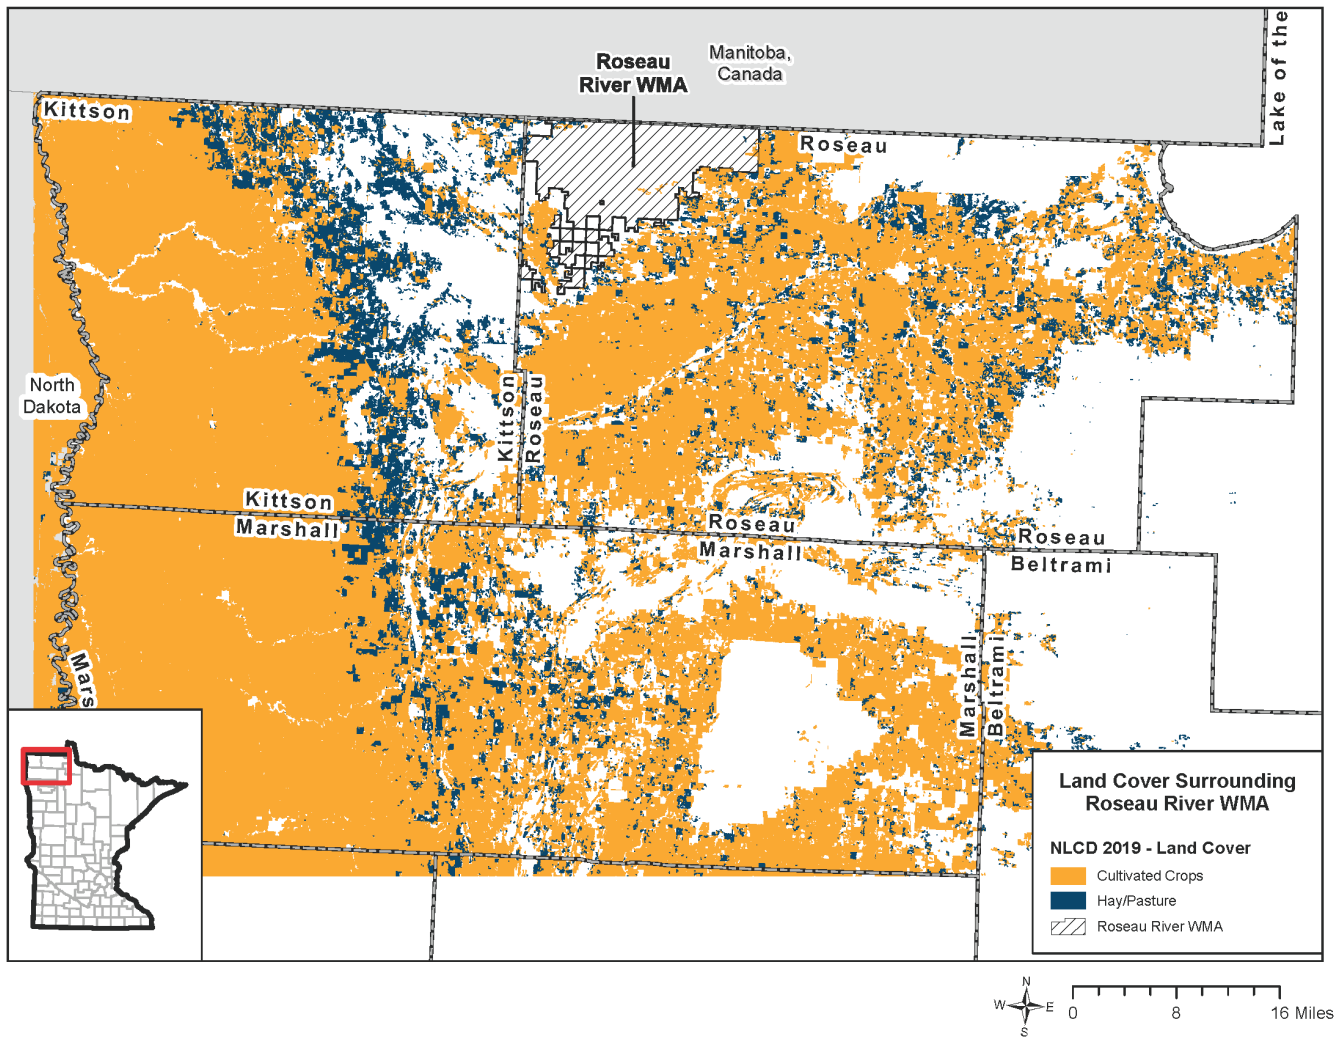 Manitoba,
Canada
Roseau
River WMA
Lake of the
Kittson
Roseau
North
Dakota
Kittson
Roseau
Kittson
Marshall
Roseau
Marshall
Roseau
Beltrami
Marshall
Beltrami
Mars
Land Cover Surrounding
Roseau River WMA
NLCD 2019 - Land Cover
Cultivated Crops
Hay/Pasture
Roseau River WMA
N
W E
S
0 8 16 Miles